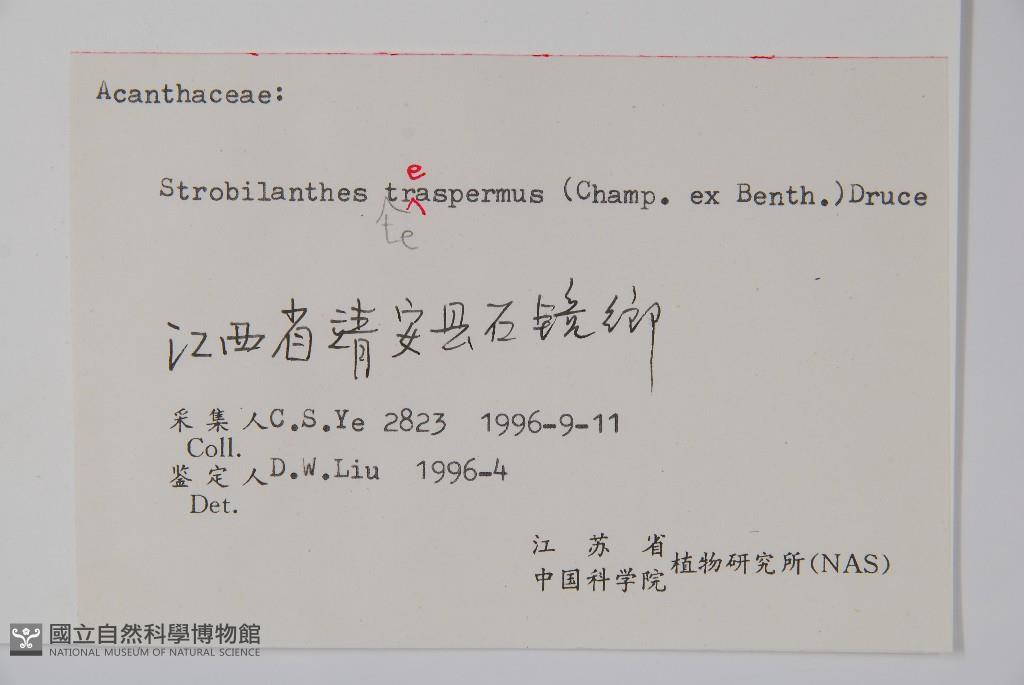 Acanthaceae:
e
Strobilanthes traspermus (Champ. ex Benth.)Druce
te
江西省靖安县石镜鄉
采集人C.S.Ye 2823 1996-9-11
Coll.
鉴定人D.W.Liu 1996-4
Det.
江苏省
中国科学院植物研究所(NAS)
國立自然科學博物館
NATIONAL MUSEUM OF NATURAL SCIENCE